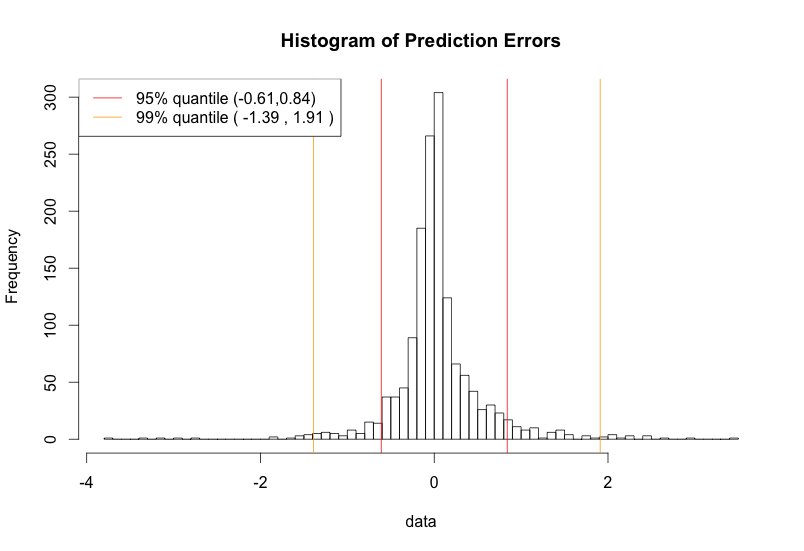 Histogram of Prediction Errors
95% quantile (-0.61,0.84)
99% quantile ( -1.39 , 1.91 )
300
250
200
150
100
50
0
Frequency
-4 -2 0 2
data